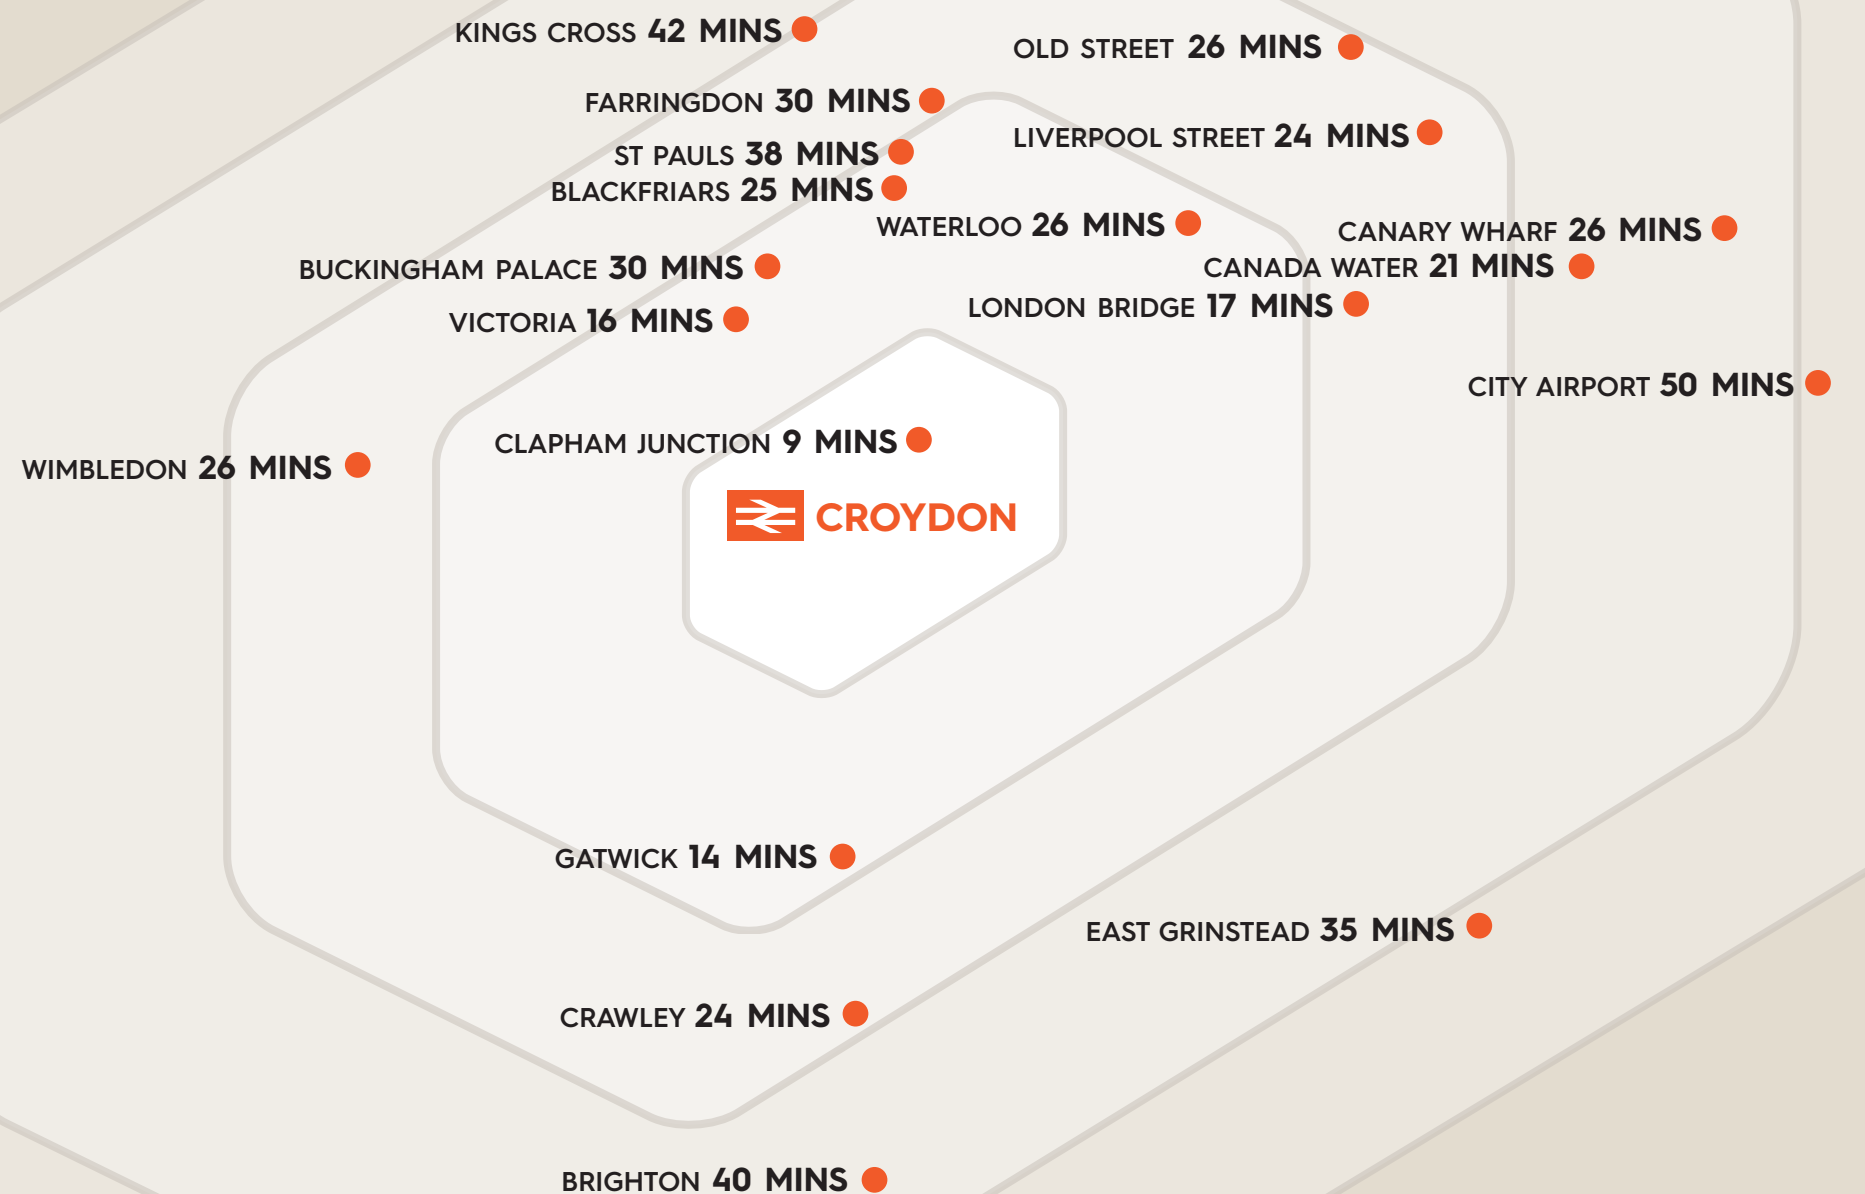 KINGS CROSS 42 MINS
OLD STREET 26 MINS
FARRINGDON 30 MINS
LIVERPOOL STREET 24 MINS
ST PAULS 38 MINS
BLACKFRIARS 25 MINS
WATERLOO 26 MINS
CANARY WHARF 26 MINS
BUCKINGHAM PALACE 30 MINS
CANADA WATER 21 MINS
LONDON BRIDGE 17 MINS
VICTORIA 16 MINS
CITY AIRPORT 50 MINS
CLAPHAM JUNCTION 9 MINS
WIMBLEDON 26 MINS
CROYDON
GATWICK 14 MINS
EAST GRINSTEAD 35 MINS
CRAWLEY 24 MINS
BRIGHTON 40 MINS